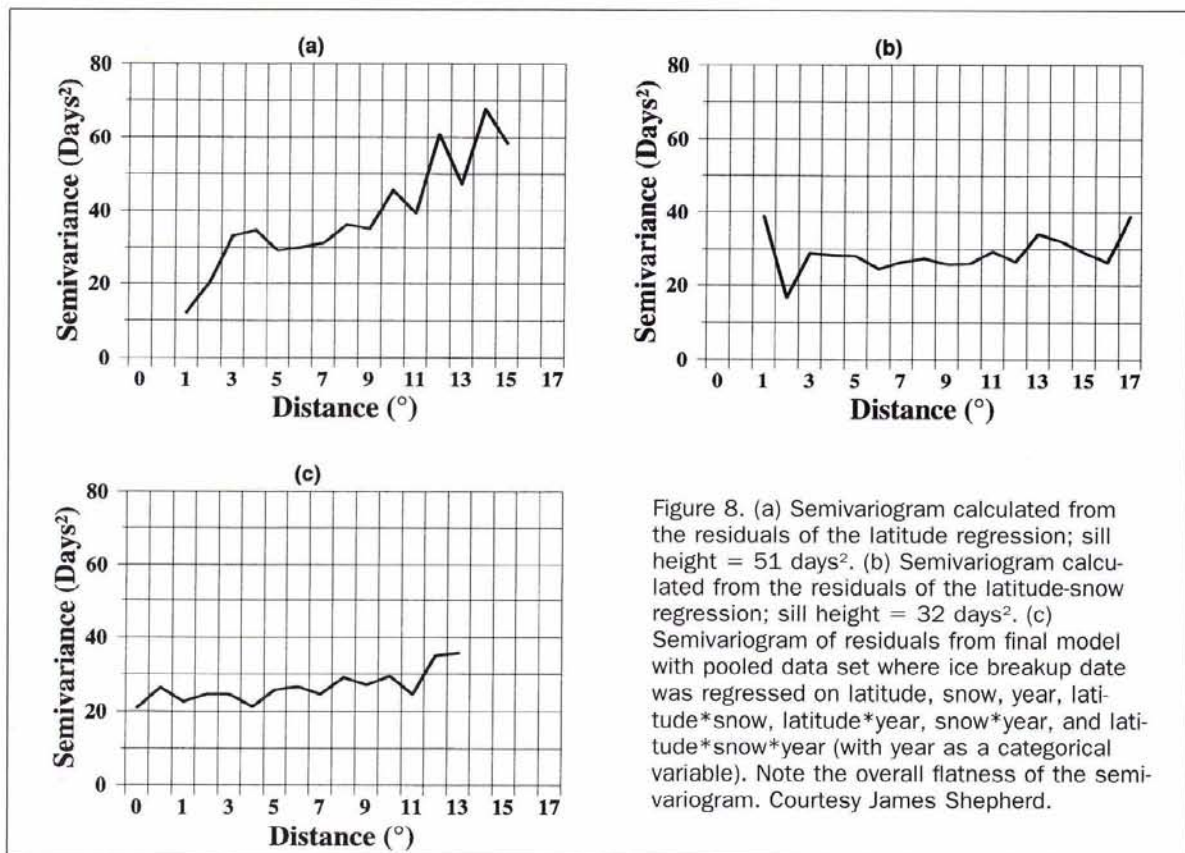 (a)
80
60
40
20
0
Semivariance (Days²)
0 1 3 5 7 9 11 13 15 17
Distance (°)
(b)
80
60
40
20
0
Semivariance (Days²)
0 1 3 5 7 9 11 13 15 17
Distance (°)
(c)
80
60
40
20
0
Semivariance (Days²)
0 1 3 5 7 9 11 13 15 17
Distance (°)
Figure 8. (a) Semivariogram calculated from
the residuals of the latitude regression; sill
height = 51 days². (b) Semivariogram calcu-
lated from the residuals of the latitude-snow
regression; sill height = 32 days². (c)
Semivariogram of residuals from final model
with pooled data set where ice breakup date
was regressed on latitude, snow, year, lati-
tude*snow, latitude*year, snow*year, and lati-
tude*snow*year (with year as a categorical
variable). Note the overall flatness of the semi-
variogram. Courtesy James Shepherd.